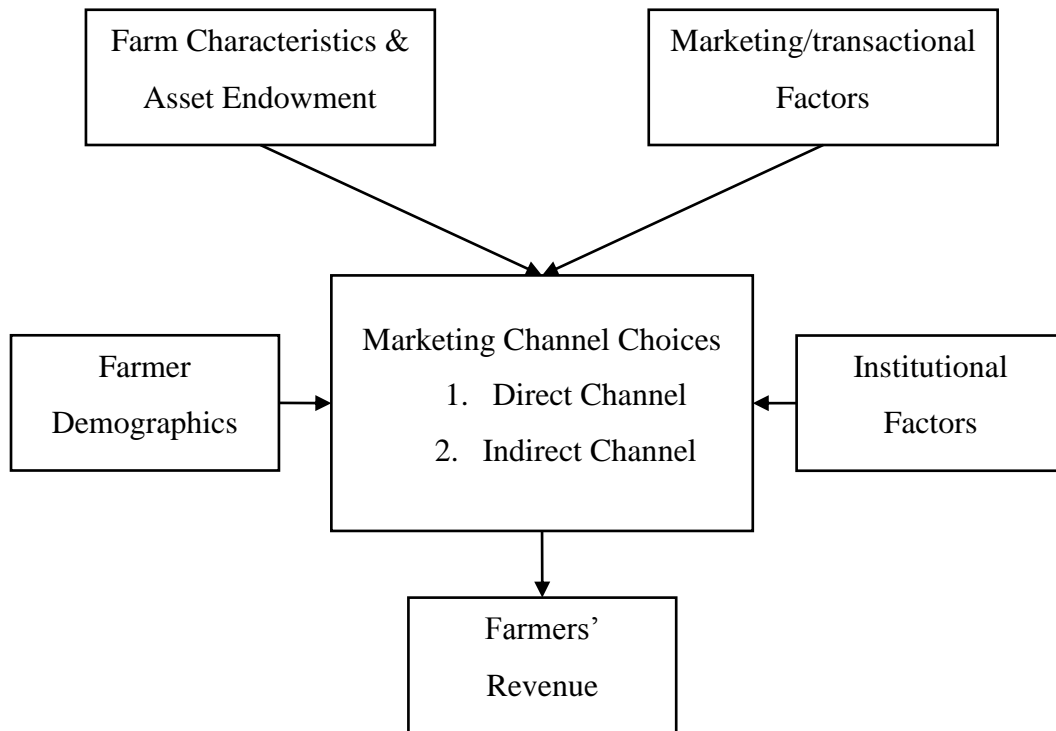 Farm Characteristics &
Asset Endowment
Marketing/transactional
Factors
Farmer
Demographics
Marketing Channel Choices
1. Direct Channel
2. Indirect Channel
Institutional
Factors
Farmers’
Revenue